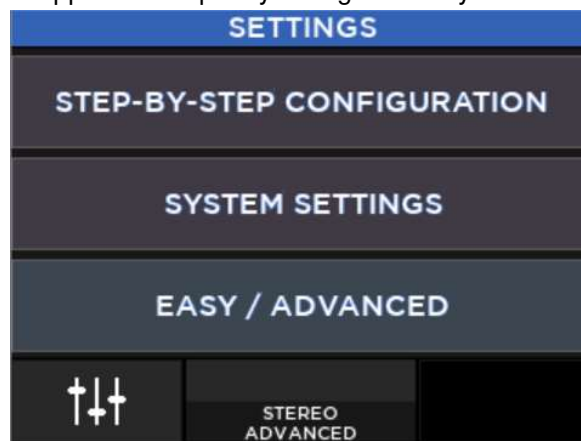 SETTINGS
STEP-BY-STEP CONFIGURATION
SYSTEM SETTINGS
EASY / ADVANCED
STEREO
ADVANCED